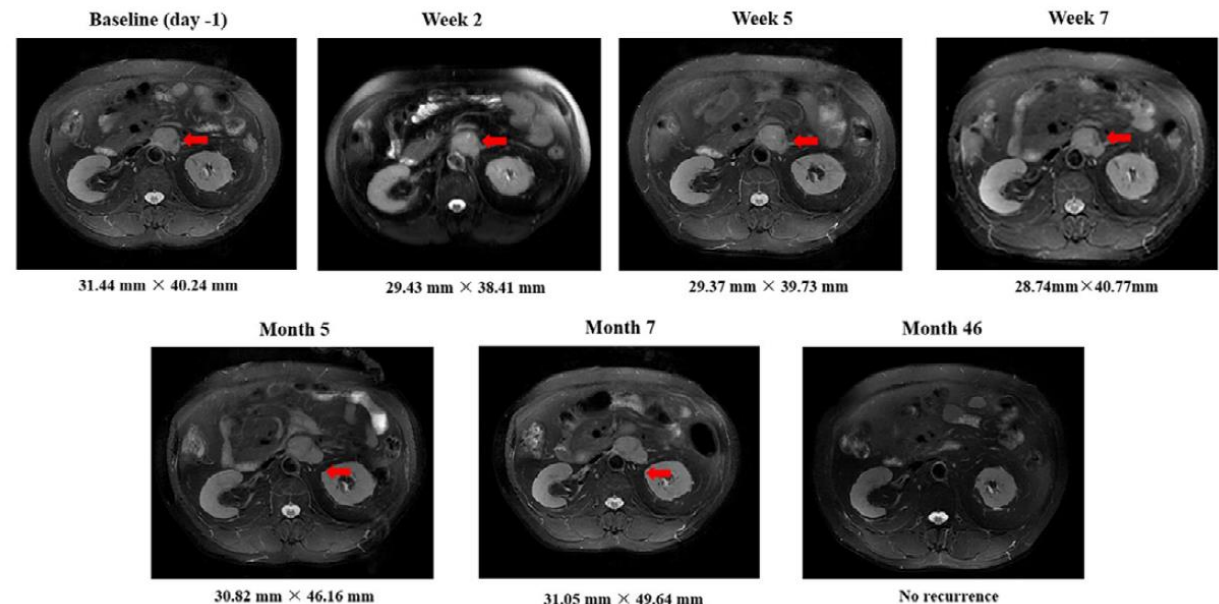 Baseline (day -1)
Week 2
Week 5
Week 7
31.44 mm × 40.24 mm
29.43 mm × 38.41 mm
29.37 mm × 39.73 mm
28.74mm×40.77mm
Month 5
Month 7
Month 46
30.82 mm × 46.16 mm
31.05 mm × 49.64 mm
No recurrence